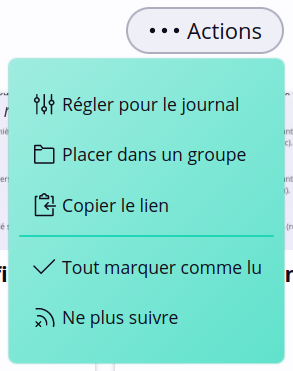 Actions
Régler pour le journal
Placer dans un groupe
Copier le lien
Tout marquer comme lu
Ne plus suivre